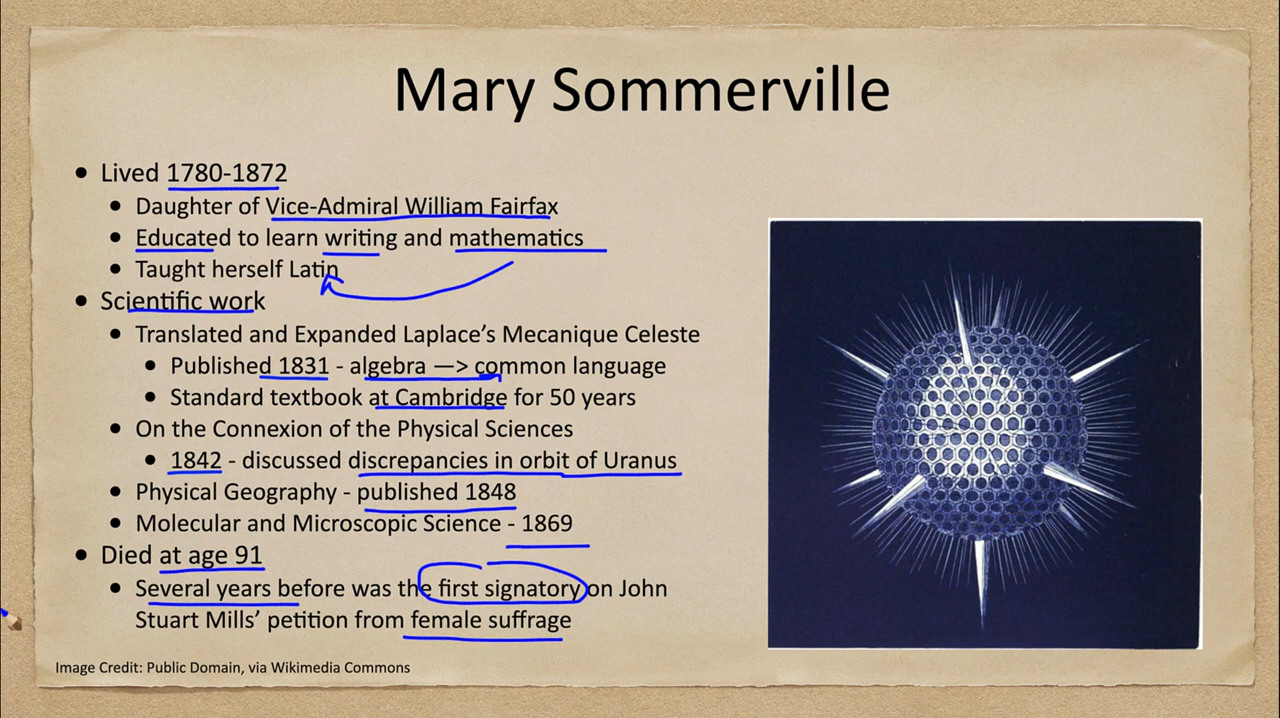 Mary Sommerville
• Lived 1780-1872
• Daughter of Vice-Admiral William Fairfax
• Educated to learn writing and mathematics
• Taught herself Latin
• Scientific work
• Translated and Expanded Laplace’s Mecanique Celeste
• Published 1831 - algebra —> common language
• Standard textbook at Cambridge for 50 years
• On the Connexion of the Physical Sciences
• 1842 - discussed discrepancies in orbit of Uranus
• Physical Geography - published 1848
• Molecular and Microscopic Science - 1869
• Died at age 91
• Several years before was the first signatory on John
Stuart Mills’ petition from female suffrage
Image Credit: Public Domain, via Wikimedia Commons